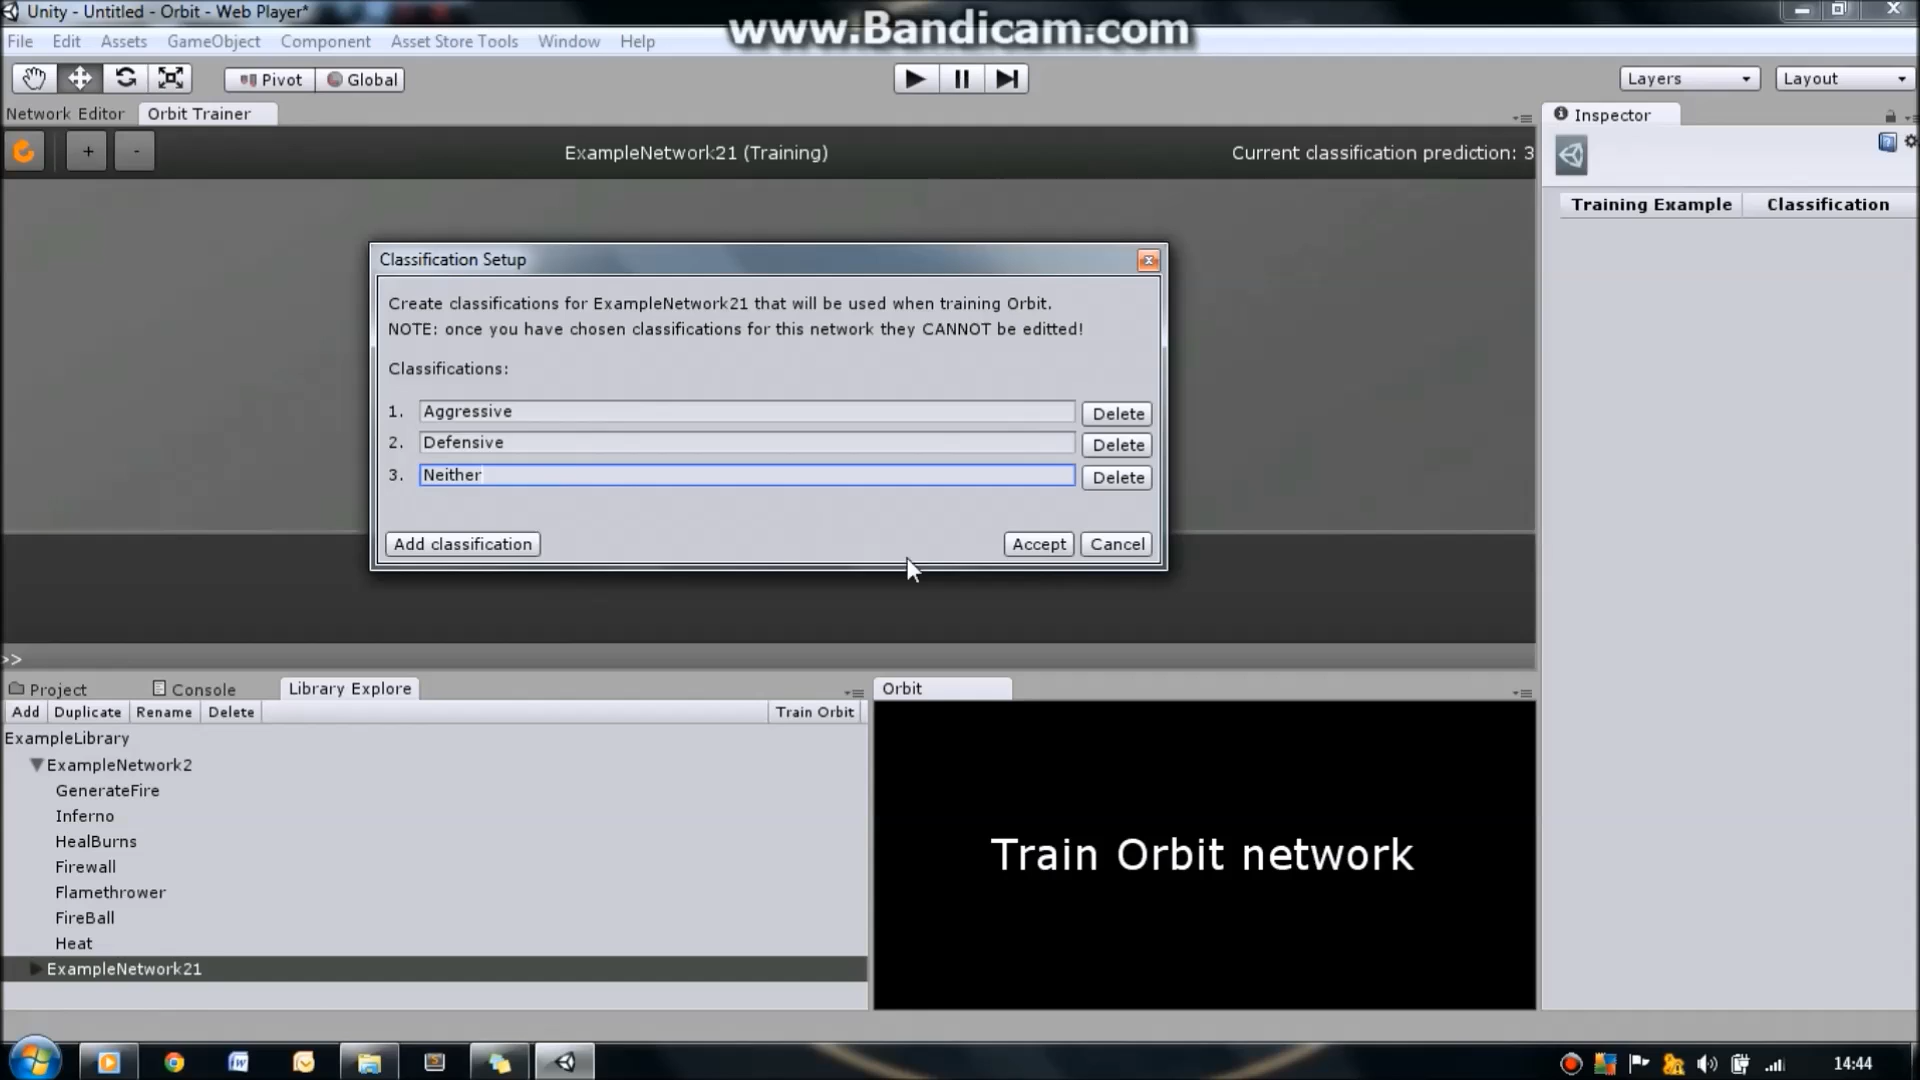 Unity - Untitled - Orbit - Web Player*
www.Bandicam.com
File Edit Assets GameObject Component Asset Store Tools Window Help
Pivot Global Layers Layout
Network Editor Orbit Trainer Inspector
+ - ExampleNetwork21 (Training) Current classification prediction: 3
Training Example Classification
Classification Setup
Create classifications for ExampleNetwork21 that will be used when training Orbit.
NOTE: once you have chosen classifications for this network they CANNOT be editted!
Classifications:
1. Aggressive Delete
2. Defensive Delete
3. Neither Delete
Add classification Accept Cancel
>>
Project Console Library Explore Orbit
Add Duplicate Rename Delete Train Orbit
ExampleLibrary
ExampleNetwork2
GenerateFire
Inferno
HealBurns
Firewall
Flamethrower
FireBall
Heat
ExampleNetwork21
Train Orbit network
14:44